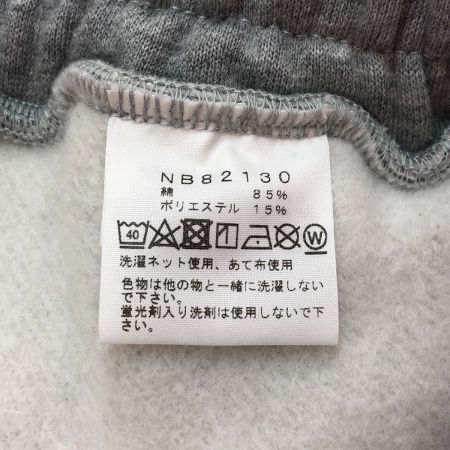 NB82130
綿 85%
ポリエステル 15%
40 W
洗濯ネット使用、あて布使用
色物は他の物と一緒に洗濯しない
で下さい。
蛍光剤入り洗剤は使用しないで下
さい。